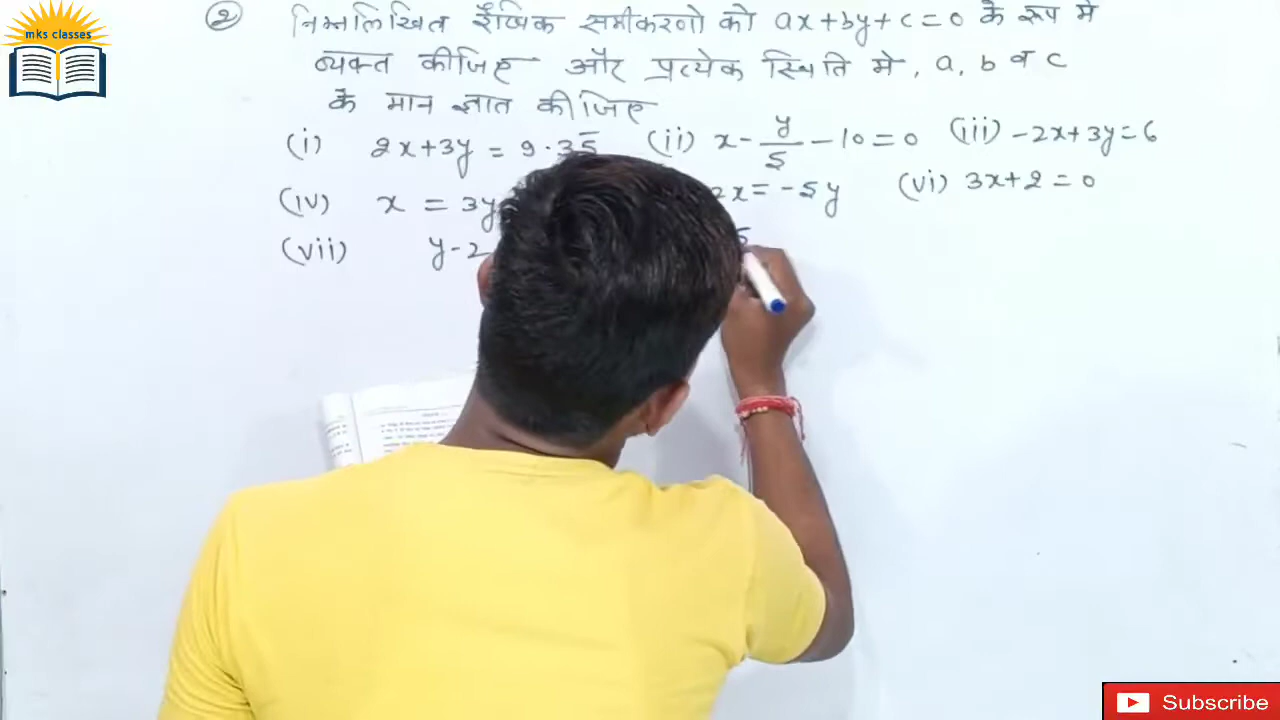 mks classes
② निम्नलिखित रैखिक समीकरणो को ax+by+c=0 के रूप मे
व्यक्त कीजिए और प्रत्येक स्थिति मे, a, b व c
के मान ज्ञात कीजिए
(i) 2x+3y = 9.35 (ii) x - y/5 - 10 = 0 (iii) -2x+3y=6
(iv) x = 3y 2x = -5y (vi) 3x+2 = 0
(vii) y-2
Subscribe